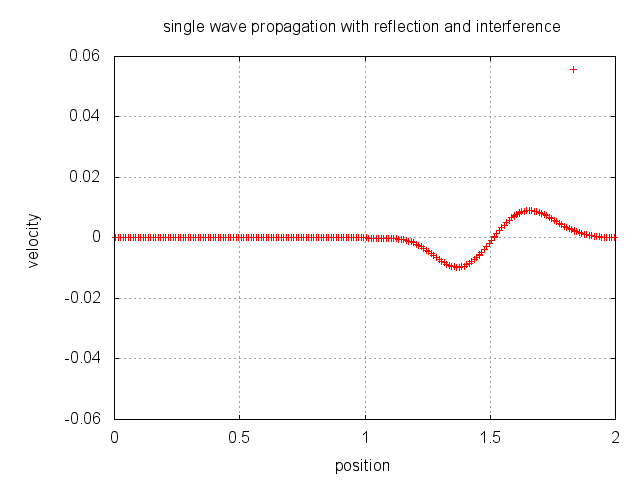 single wave propagation with reflection and interference
0.06
0.04
0.02
0
-0.02
-0.04
-0.06
velocity
0 0.5 1 1.5 2
position